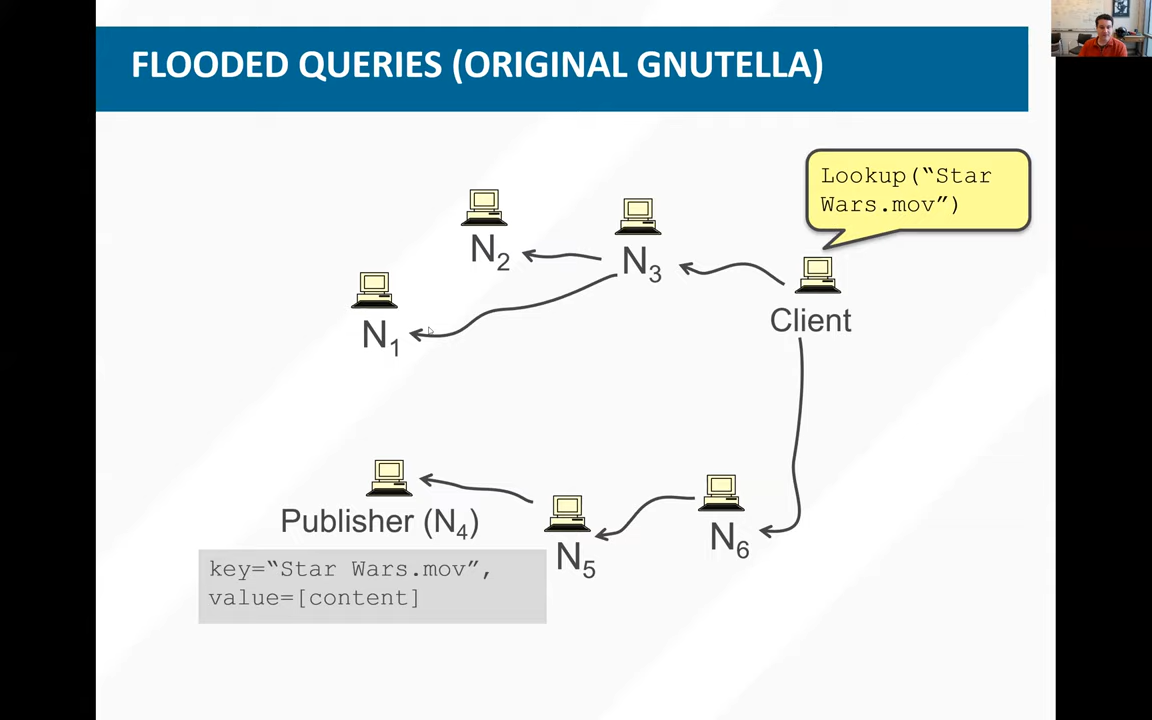 FLOODED QUERIES (ORIGINAL GNUTELLA)
Lookup(“Star
Wars.mov”)
N2
N3
N1
Client
Publisher (N4)
N5
N6
key=“Star Wars.mov”,
value=[content]